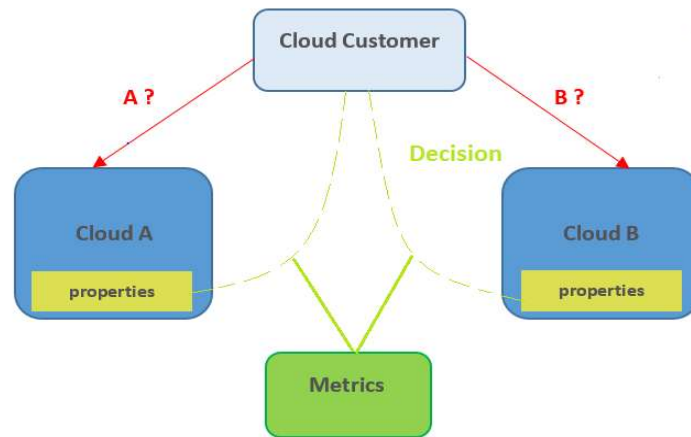 Cloud Customer
A ?
B ?
Decision
Cloud A
Cloud B
properties
properties
Metrics